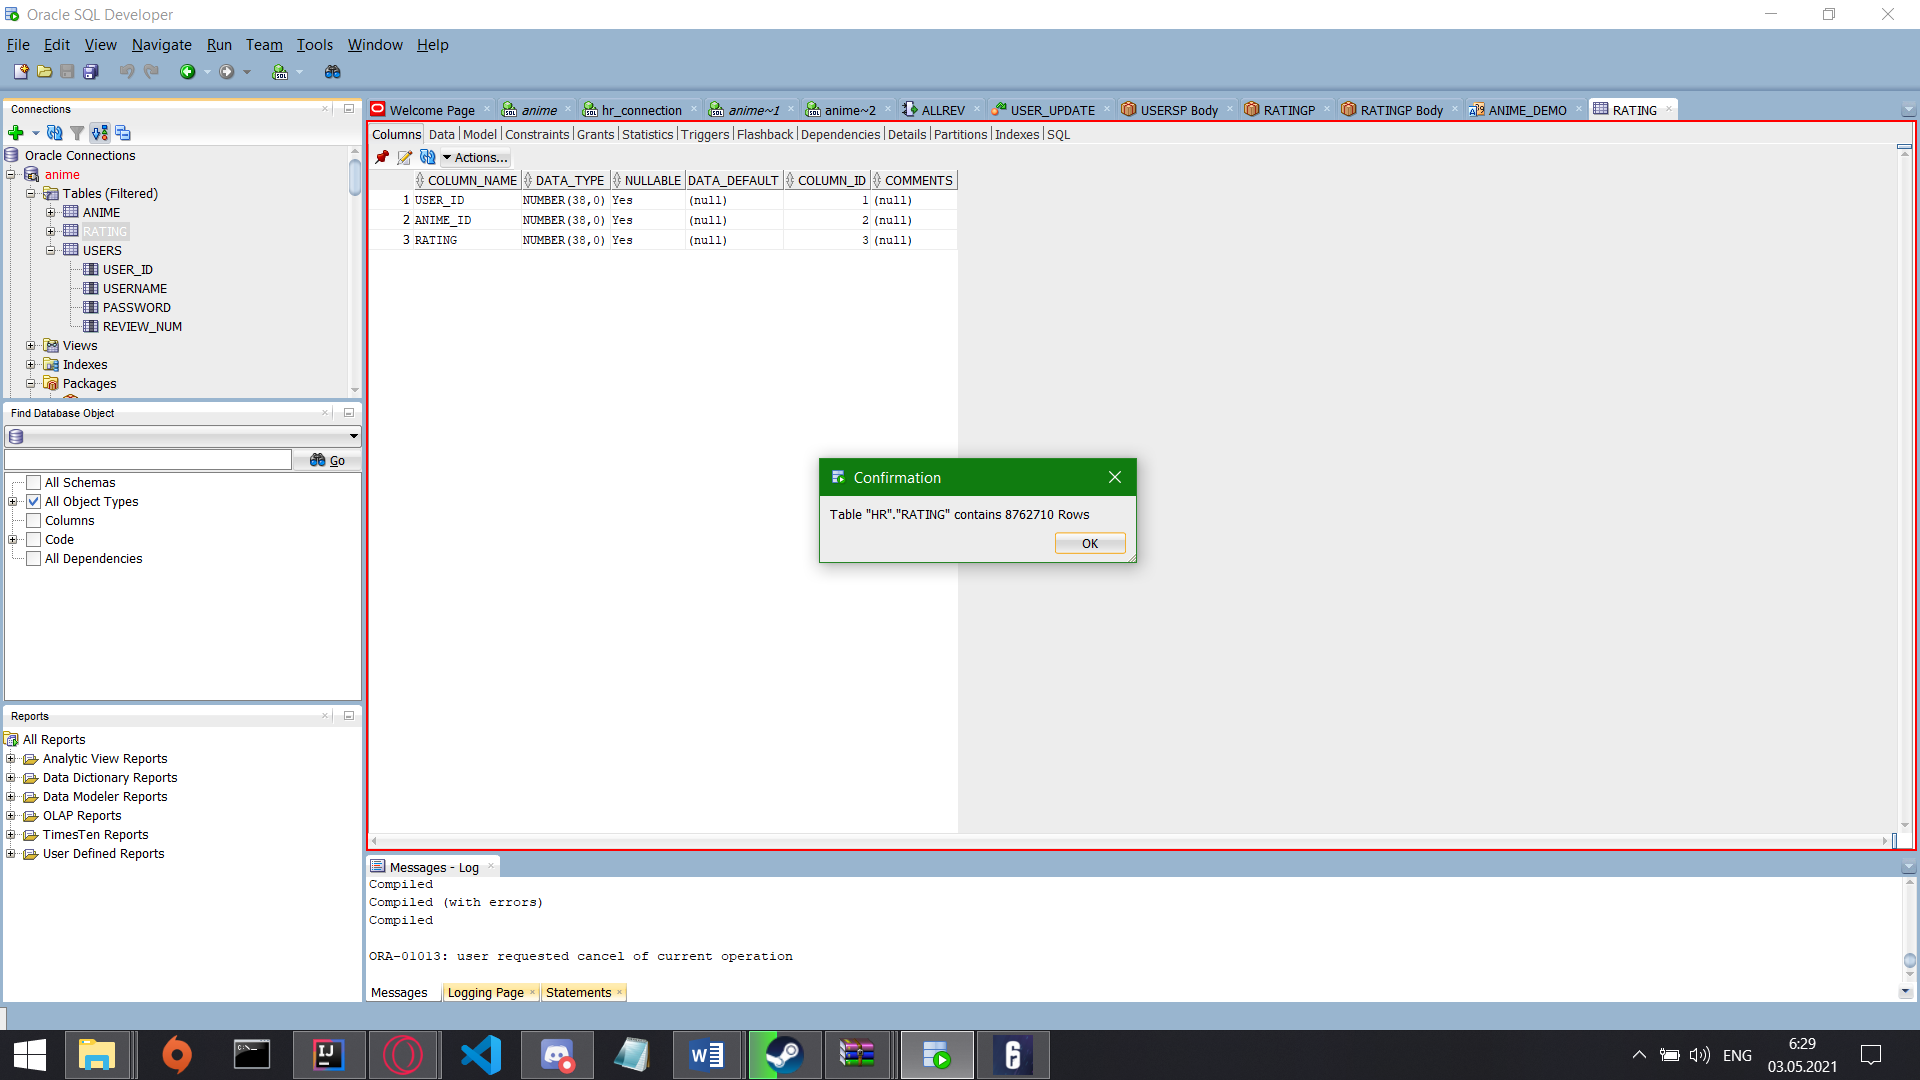 Oracle SQL Developer
File Edit View Navigate Run Team Tools Window Help
Connections
Oracle Connections
anime
Tables (Filtered)
ANIME
RATING
USERS
USER_ID
USERNAME
PASSWORD
REVIEW_NUM
Views
Indexes
Packages
Find Database Object
Go
All Schemas
All Object Types
Columns
Code
All Dependencies
Reports
All Reports
Analytic View Reports
Data Dictionary Reports
Data Modeler Reports
OLAP Reports
TimesTen Reports
User Defined Reports
Welcome Page anime hr_connection anime~1 anime~2 ALLREV USER_UPDATE USERSP Body RATINGP RATINGP Body ANIME_DEMO RATING
Columns Data Model Constraints Grants Statistics Triggers Flashback Dependencies Details Partitions Indexes SQL
Actions...
COLUMN_NAME DATA_TYPE NULLABLE DATA_DEFAULT COLUMN_ID COMMENTS
1 USER_ID NUMBER(38,0) Yes (null) 1 (null)
2 ANIME_ID NUMBER(38,0) Yes (null) 2 (null)
3 RATING NUMBER(38,0) Yes (null) 3 (null)
Confirmation
Table "HR"."RATING" contains 8762710 Rows
OK
Messages - Log
Compiled
Compiled (with errors)
Compiled
ORA-01013: user requested cancel of current operation
Messages Logging Page Statements
ENG
6:29
03.05.2021